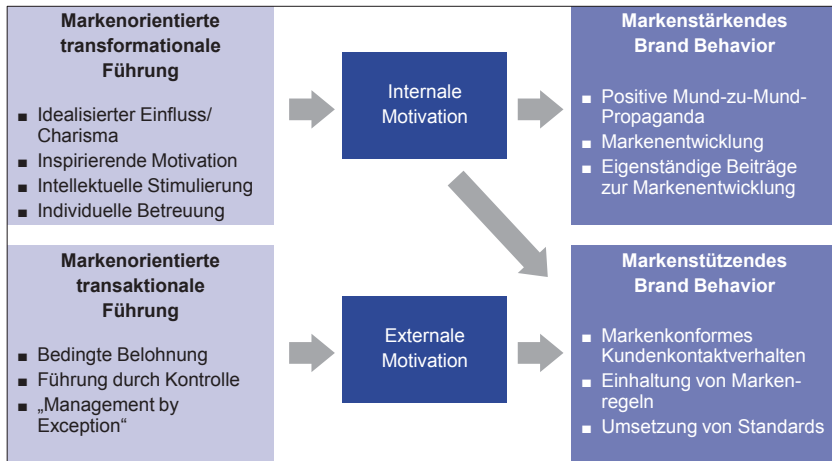 Markenorientierte
transformationale
Führung
■ Idealisierter Einfluss/
Charisma
■ Inspirierende Motivation
■ Intellektuelle Stimulierung
■ Individuelle Betreuung
Internale
Motivation
Markenstärkendes
Brand Behavior
■ Positive Mund-zu-Mund-
Propaganda
■ Markenentwicklung
■ Eigenständige Beiträge
zur Markenentwicklung
Markenorientierte
transaktionale
Führung
■ Bedingte Belohnung
■ Führung durch Kontrolle
■ „Management by
Exception“
Externale
Motivation
Markenstützendes
Brand Behavior
■ Markenkonformes
Kundenkontaktverhalten
■ Einhaltung von Marken-
regeln
■ Umsetzung von Standards